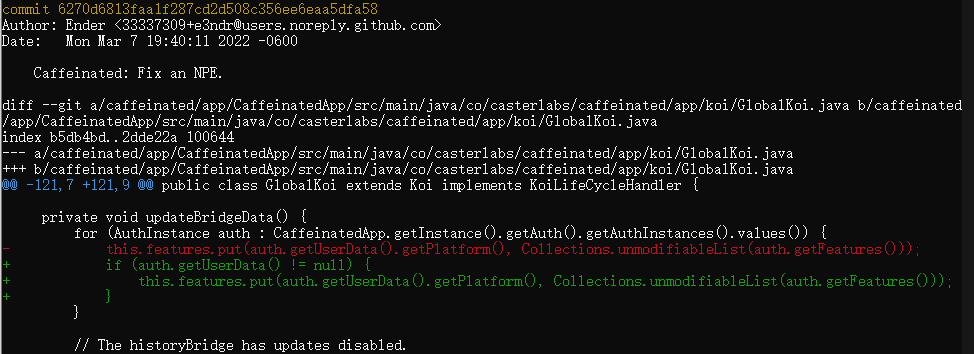 commit 6270d6813faa1f287cd2d508c356ee6eaa5dfa58
Author: Ender <33337309+e3ndr@users.noreply.github.com>
Date:   Mon Mar 7 19:40:11 2022 -0600

    Caffeinated: Fix an NPE.

diff --git a/caffeinated/app/CaffeinatedApp/src/main/java/co/casterlabs/caffeinated/app/koi/GlobalKoi.java b/caffeinated
/app/CaffeinatedApp/src/main/java/co/casterlabs/caffeinated/app/koi/GlobalKoi.java
index b5db4bd..2dde22a 100644
--- a/caffeinated/app/CaffeinatedApp/src/main/java/co/casterlabs/caffeinated/app/koi/GlobalKoi.java
+++ b/caffeinated/app/CaffeinatedApp/src/main/java/co/casterlabs/caffeinated/app/koi/GlobalKoi.java
@@ -121,7 +121,9 @@ public class GlobalKoi extends Koi implements KoiLifeCycleHandler {

     private void updateBridgeData() {
         for (AuthInstance auth : CaffeinatedApp.getInstance().getAuth().getAuthInstances().values()) {
-            this.features.put(auth.getUserData().getPlatform(), Collections.unmodifiableList(auth.getFeatures()));
+            if (auth.getUserData() != null) {
+                this.features.put(auth.getUserData().getPlatform(), Collections.unmodifiableList(auth.getFeatures()));
+            }
         }

         // The historyBridge has updates disabled.